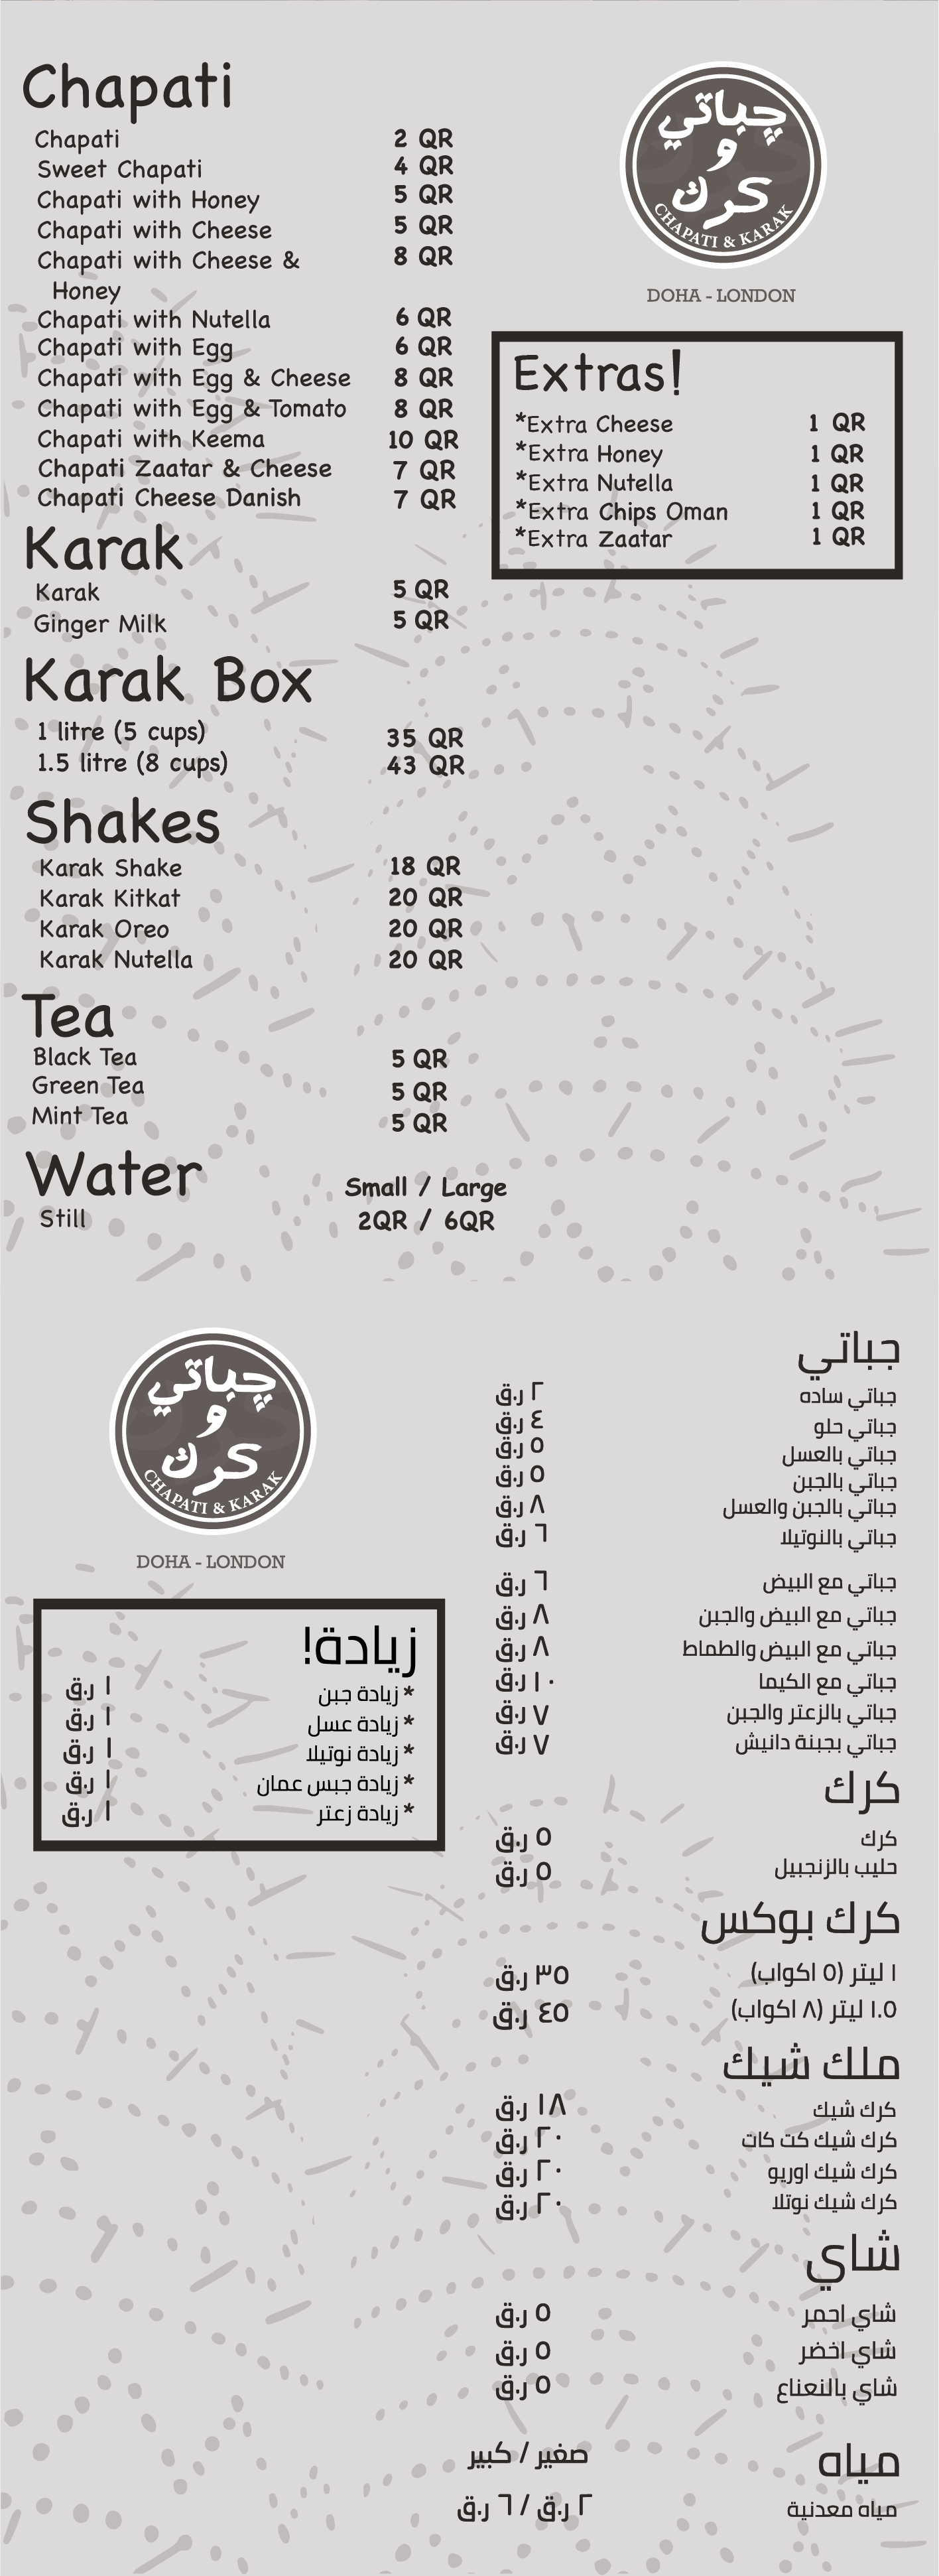 Chapati
Chapati 2 QR
Sweet Chapati 4 QR
Chapati with Honey 5 QR
Chapati with Cheese 5 QR
Chapati with Cheese & 8 QR
Honey
Chapati with Nutella 6 QR
Chapati with Egg 6 QR
Chapati with Egg & Cheese 8 QR
Chapati with Egg & Tomato 8 QR
Chapati with Keema 10 QR
Chapati Zaatar & Cheese 7 QR
Chapati Cheese Danish 7 QR
Karak
Karak 5 QR
Ginger Milk 5 QR
Karak Box
1 litre (5 cups) 35 QR
1.5 litre (8 cups) 43 QR
Shakes
Karak Shake 18 QR
Karak Kitkat 20 QR
Karak Oreo 20 QR
Karak Nutella 20 QR
Tea
Black Tea 5 QR
Green Tea 5 QR
Mint Tea 5 QR
Water
Small / Large
Still 2QR / 6QR
چباتي
و
كرك
CHAPATI & KARAK
DOHA - LONDON
Extras!
*Extra Cheese 1 QR
*Extra Honey 1 QR
*Extra Nutella 1 QR
*Extra Chips Oman 1 QR
*Extra Zaatar 1 QR
جباتي
جباتي ساده ٢ ر.ق
جباتي حلو ٤ ر.ق
جباتي بالعسل ٥ ر.ق
جباتي بالجبن ٥ ر.ق
جباتي بالجبن والعسل ٨ ر.ق
جباتي بالنوتيلا ٦ ر.ق
جباتي مع البيض ٦ ر.ق
جباتي مع البيض والجبن ٨ ر.ق
جباتي مع البيض والطماط ٨ ر.ق
جباتي مع الكيما ١٠ ر.ق
جباتي بالزعتر والجبن ٧ ر.ق
جباتي بجبنة دانيش ٧ ر.ق
كرك
كرك ٥ ر.ق
حليب بالزنجبيل ٥ ر.ق
كرك بوكس
١ ليتر (٥ اكواب) ٣٥ ر.ق
١.٥ ليتر (٨ اكواب) ٤٥ ر.ق
ملك شيك
كرك شيك ١٨ ر.ق
كرك شيك كت كات ٢٠ ر.ق
كرك شيك اوريو ٢٠ ر.ق
كرك شيك نوتلا ٢٠ ر.ق
شاي
شاي احمر ٥ ر.ق
شاي اخضر ٥ ر.ق
شاي بالنعناع ٥ ر.ق
مياه
صغير / كبير
مياه معدنية ٢ ر.ق / ٦ ر.ق
چباتي
و
كرك
CHAPATI & KARAK
DOHA - LONDON
زيادة!
* زيادة جبن ١ ر.ق
* زيادة عسل ١ ر.ق
* زيادة نوتيلا ١ ر.ق
* زيادة جبس عمان ١ ر.ق
* زيادة زعتر ١ ر.ق